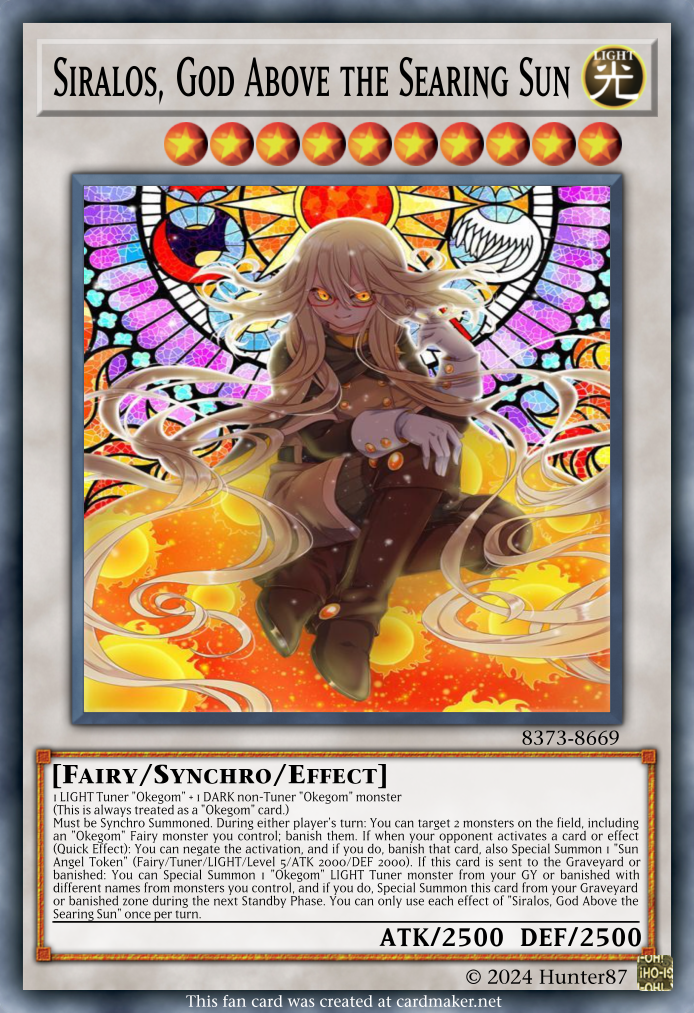 Siralos, God Above the Searing Sun
LIGHT
光
8373-8669
[Fairy/Synchro/Effect]
1 LIGHT Tuner "Okegom" + 1 DARK non-Tuner "Okegom" monster
(This is always treated as a "Okegom" card.)
Must be Synchro Summoned. During either player's turn: You can target 2 monsters on the field, including
an "Okegom" Fairy monster you control; banish them. If when your opponent activates a card or effect
(Quick Effect): You can negate the activation, and if you do, banish that card, also Special Summon 1 "Sun
Angel Token" (Fairy/Tuner/LIGHT/Level 5/ATK 2000/DEF 2000). If this card is sent to the Graveyard or
banished: You can Special Summon 1 "Okegom" LIGHT Tuner monster from your GY or banished with
different names from monsters you control, and if you do, Special Summon this card from your Graveyard
or banished zone during the next Standby Phase. You can only use each effect of "Siralos, God Above the
Searing Sun" once per turn.
ATK/2500 DEF/2500
© 2024 Hunter87
This fan card was created at cardmaker.net